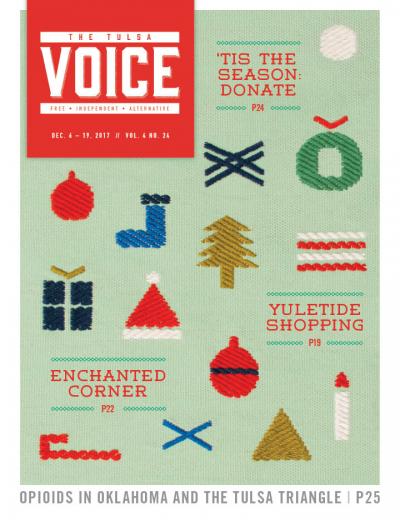 THE TULSA
VOICE
FREE • INDEPENDENT • ALTERNATIVE
DEC. 6 – 19, 2017 // VOL. 4 NO. 24
'TIS THE
SEASON:
DONATE
P24
YULETIDE
SHOPPING
P19
ENCHANTED
CORNER
P22
OPIOIDS IN OKLAHOMA AND THE TULSA TRIANGLE | P25